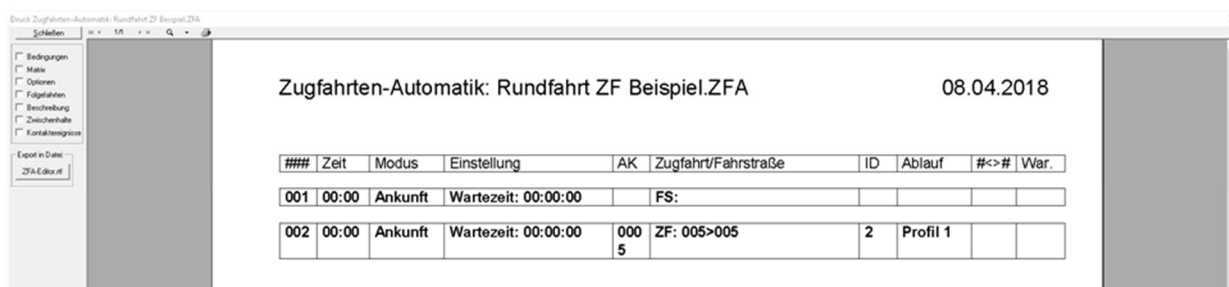 Druck Zugfahrten-Automatik: Rundfahrt ZF Beispiel.ZFA
Schließen 1/1
Bedingungen
Matrix
Optionen
Folgefahrten
Beschreibung
Zwischenhalte
Kontaktereignisse
Export in Datei:
ZFA-Editor.rtf
Zugfahrten-Automatik: Rundfahrt ZF Beispiel.ZFA 08.04.2018
### Zeit Modus Einstellung AK Zugfahrt/Fahrstraße ID Ablauf #<># War.
001 00:00 Ankunft Wartezeit: 00:00:00 FS:
002 00:00 Ankunft Wartezeit: 00:00:00 000 ZF: 005>005 2 Profil 1
5